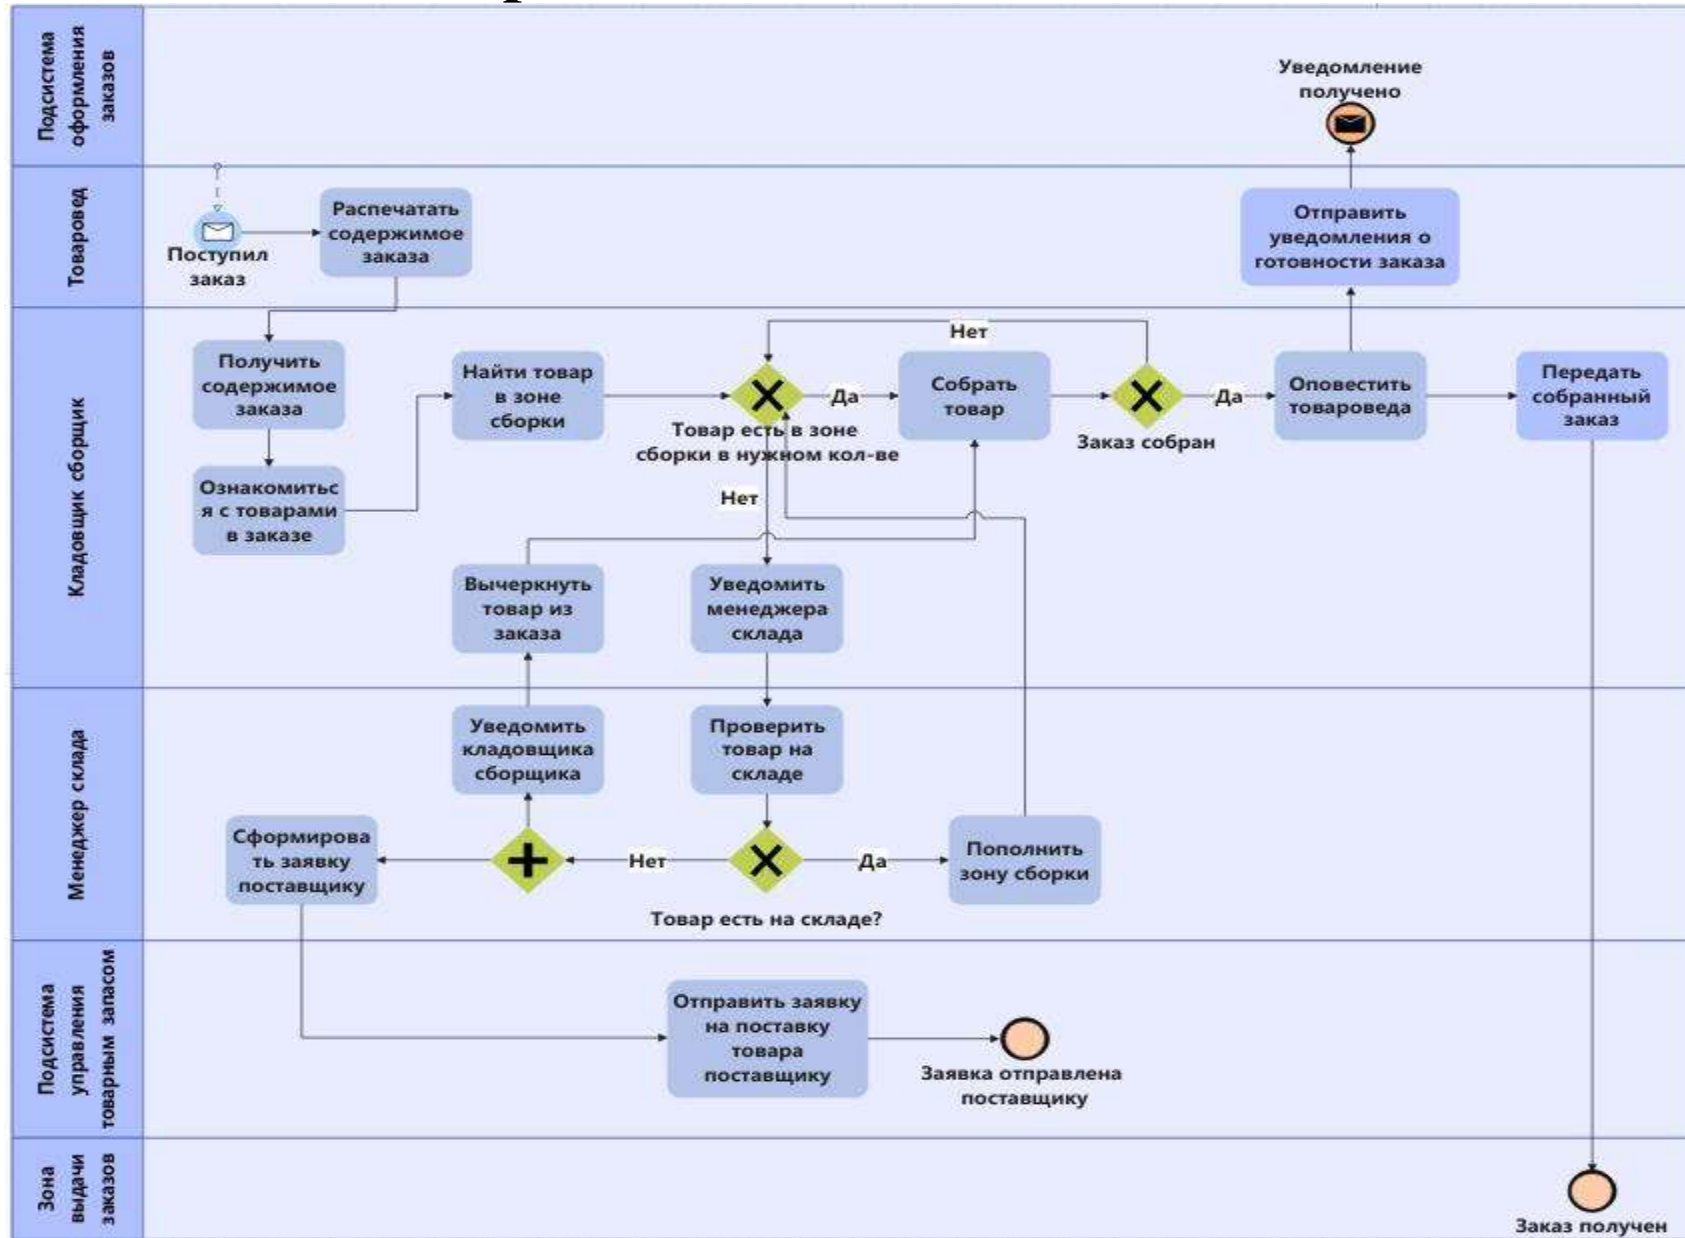 Подсистема
оформления
заказов
Уведомление
получено
Товаровед
Поступил
заказ
Распечатать
содержимое
заказа
Отправить
уведомления о
готовности заказа
Кладовщик сборщик
Получить
содержимое
заказа
Ознакомитьс
я с товарами
в заказе
Найти товар
в зоне
сборки
Товар есть в зоне
сборки в нужном кол-ве
Да
Нет
Собрать
товар
Нет
Заказ собран
Да
Оповестить
товароведа
Передать
собранный
заказ
Вычеркнуть
товар из
заказа
Уведомить
менеджера
склада
Менеджер склада
Уведомить
кладовщика
сборщика
Проверить
товар на
складе
Сформирова
ть заявку
поставщику
Нет
Да
Товар есть на складе?
Пополнить
зону сборки
Подсистема
управления
товарным запасом
Отправить заявку
на поставку
товара
поставщику
Заявка отправлена
поставщику
Зона
выдачи
заказов
Заказ получен